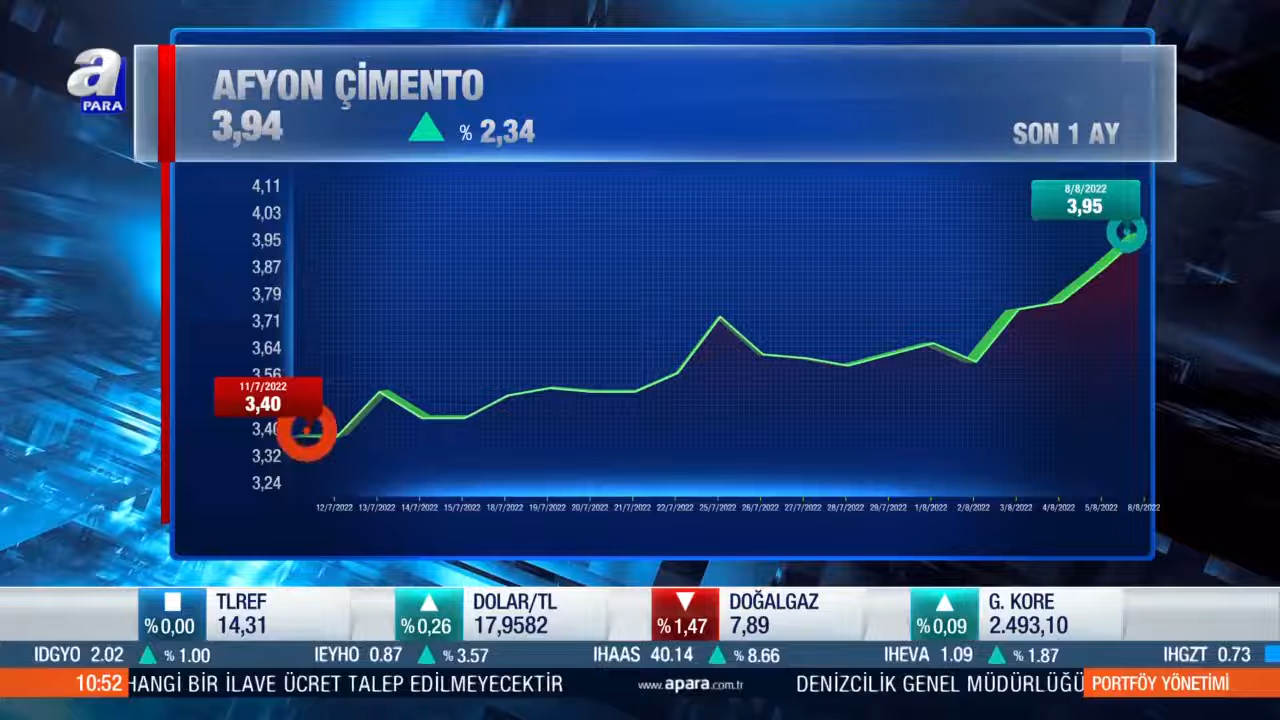 a
PARA
AFYON ÇİMENTO
3,94
% 2,34
SON 1 AY
4,11
4,03
3,95
3,87
3,79
3,71
3,64
3,56
3,40
3,32
3,24
8/8/2022
3,95
11/7/2022
3,40
12/7/2022 13/7/2022 14/7/2022 15/7/2022 18/7/2022 19/7/2022 20/7/2022 21/7/2022 22/7/2022 25/7/2022 26/7/2022 27/7/2022 28/7/2022 29/7/2022 1/8/2022 2/8/2022 3/8/2022 4/8/2022 5/8/2022 8/8/2022
% 0,00
TLREF
14,31
% 0,26
DOLAR/TL
17,9582
% 1,47
DOĞALGAZ
7,89
% 0,09
G. KORE
2.493,10
IDGYO 2.02 % 1.00 IEYHO 0.87 % 3.57 IHAAS 40.14 % 8.66 IHEVA 1.09 % 1.87 IHGZT 0.73
10:52 HANGİ BİR İLAVE ÜCRET TALEP EDİLMEYECEKTİR www.apara.com.tr DENİZCİLİK GENEL MÜDÜRLÜĞÜ PORTFÖY YÖNETİMİ